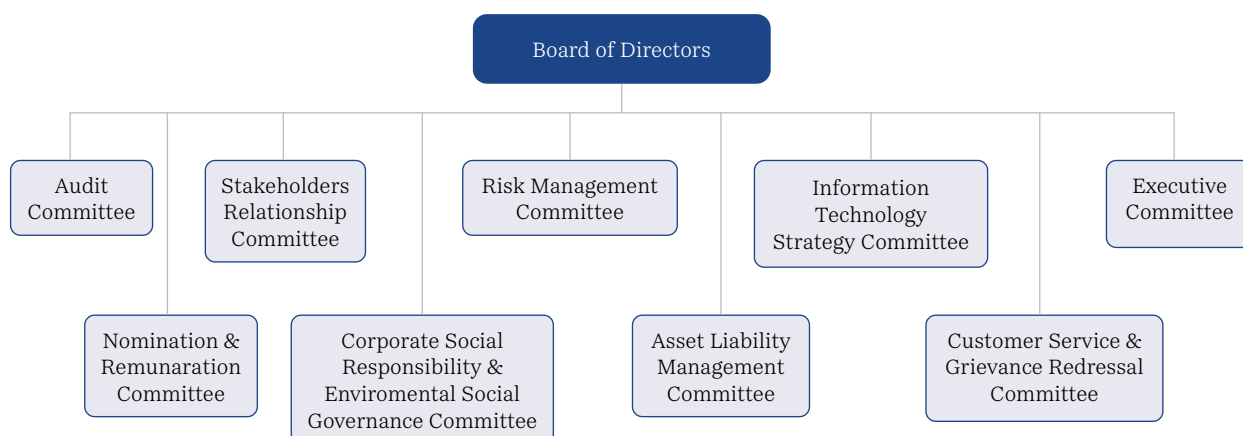 Board of Directors
Audit
Committee
Stakeholders
Relationship
Committee
Risk Management
Committee
Information
Technology
Strategy Committee
Executive
Committee
Nomination &
Remunaration
Committee
Corporate Social
Responsibility &
Enviromental Social
Governance Committee
Asset Liability
Management
Committee
Customer Service &
Grievance Redressal
Committee